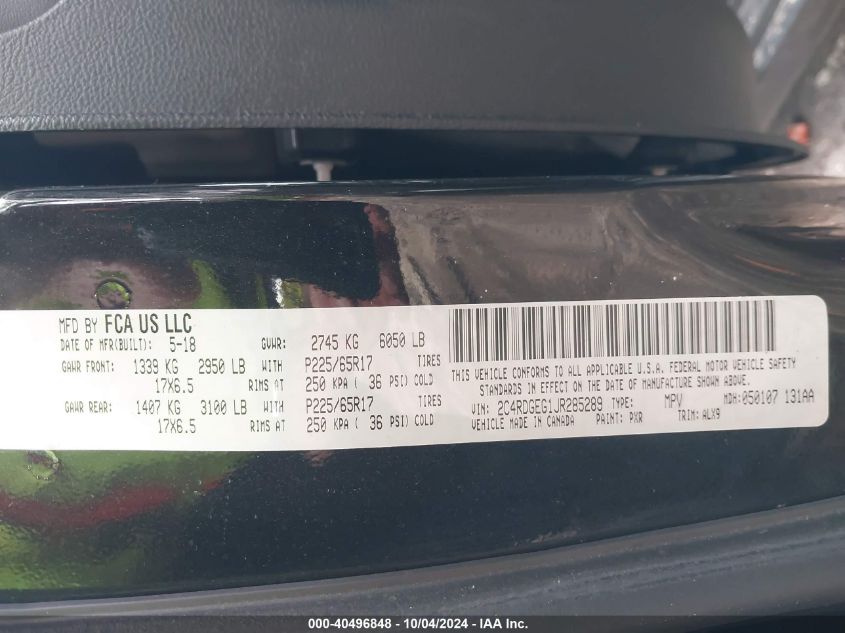 MFD BY FCA US LLC
DATE OF MFR(BUILT): 5-18 GVWR: 2745 KG 6050 LB
GAWR FRONT: 1339 KG 2950 LB WITH P225/65R17 TIRES
17X6.5 RIMS AT 250 KPA ( 36 PSI) COLD
GAWR REAR: 1407 KG 3100 LB WITH P225/65R17 TIRES
17X6.5 RIMS AT 250 KPA ( 36 PSI) COLD
THIS VEHICLE CONFORMS TO ALL APPLICABLE U.S.A. FEDERAL MOTOR VEHICLE SAFETY
STANDARDS IN EFFECT ON THE DATE OF MANUFACTURE SHOWN ABOVE.
VIN: 2C4RDGEG1JR285289 TYPE: MPV MDH: 050107 131AA
VEHICLE MADE IN CANADA PAINT: PXR TRIM: ALX9
000-40496848 - 10/04/2024 - IAA Inc.